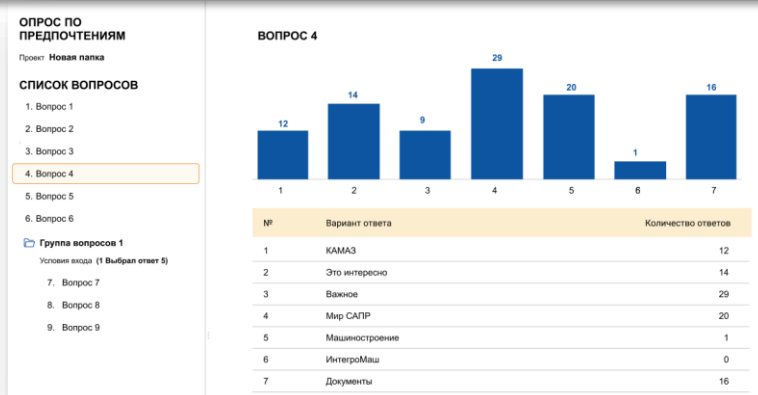 ОПРОС ПО
ПРЕДПОЧТЕНИЯМ
Проект Новая папка
СПИСОК ВОПРОСОВ
1. Вопрос 1
2. Вопрос 2
3. Вопрос 3
4. Вопрос 4
5. Вопрос 5
6. Вопрос 6
Группа вопросов 1
Условия входа (1 Выбрал ответ 5)
7. Вопрос 7
8. Вопрос 8
9. Вопрос 9
ВОПРОС 4
12 14 9 29 20 1 16
1 2 3 4 5 6 7
№ Вариант ответа Количество ответов
1 КАМАЗ 12
2 Это интересно 14
3 Важное 29
4 Мир САПР 20
5 Машиностроение 1
6 ИнтегроМаш 0
7 Документы 16